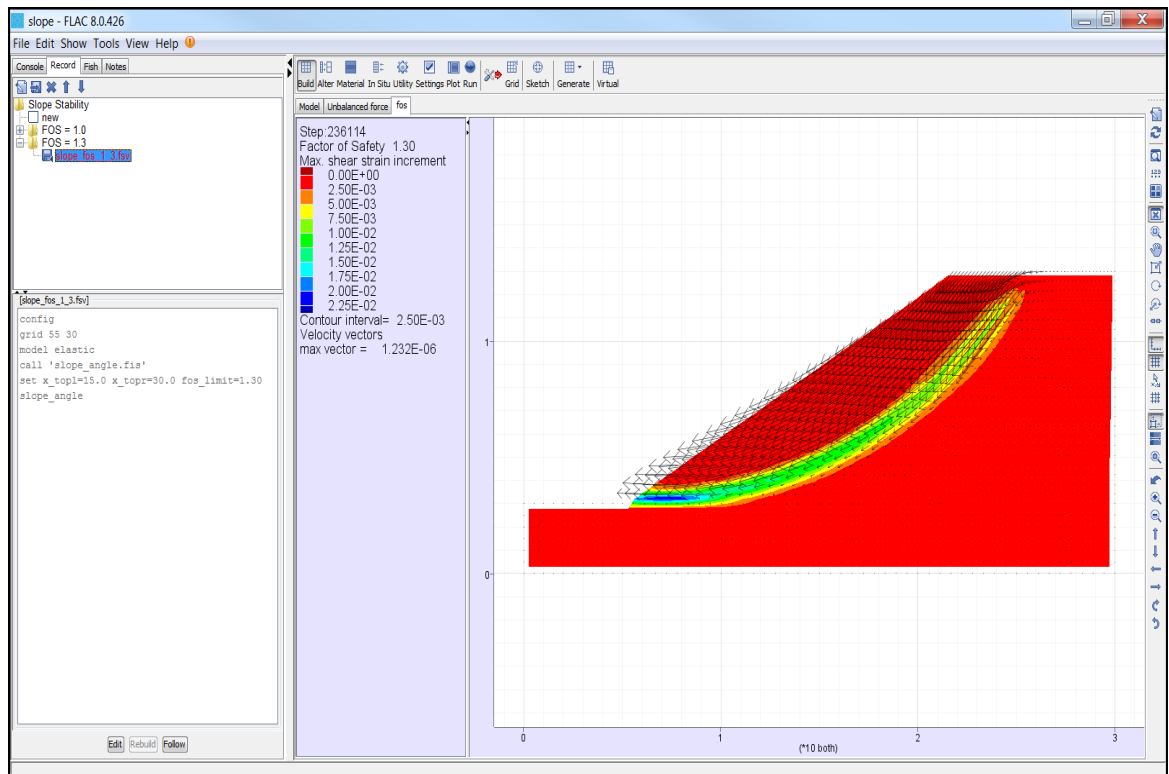 slope - FLAC 8.0.426
File Edit Show Tools View Help
Console Record Fish Notes
Slope Stability
new
FOS = 1.0
FOS = 1.3
slope_fos_1_3.fsv
[slope_fos_1_3.fsv]
config
grid 55 30
model elastic
call 'slope_angle.fis'
set x_topl=15.0 x_topr=30.0 fos_limit=1.30
slope_angle
Edit Rebuild Follow
Build Alter Material In Situ Utility Settings Plot Run Grid Sketch Generate Virtual
Model Unbalanced force fos
Step:236114
Factor of Safety 1.30
Max. shear strain increment
0.00E+00
2.50E-03
5.00E-03
7.50E-03
1.00E-02
1.25E-02
1.50E-02
1.75E-02
2.00E-02
2.25E-02
Contour interval= 2.50E-03
Velocity vectors
max vector = 1.232E-06
1
0
0 1 2 3
(*10 both)
123